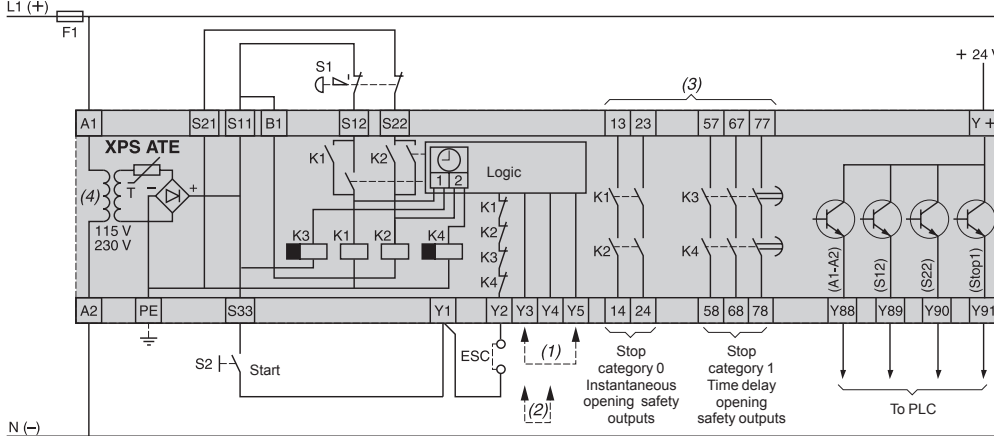 L1 (+)
F1
S1
+ 24 V
(3)
A1 S21 S11 B1 S12 S22 13 23 57 67 77 Y +
XPS ATE
K1 K2 1 2 Logic
(4) T − +
115 V
230 V
K1 K3
K1
K2
K3
K4
K3 K1 K2 K4
K2 K4
(A1-A2) (S12) (S22) (Stop1)
A2 PE S33 Y1 Y2 Y3 Y4 Y5 14 24 58 68 78 Y88 Y89 Y90 Y91
S2 Start
ESC
(1)
(2)
Stop
category 0
Instantaneous
opening safety
outputs
Stop
category 1
Time delay
opening
safety outputs
To PLC
N (−)